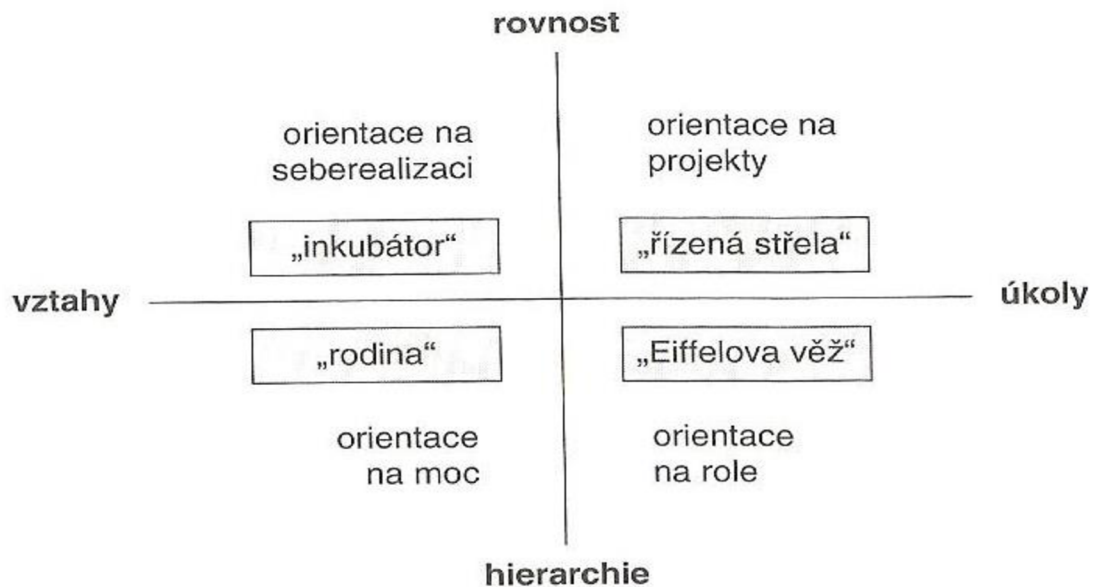 rovnost
orientace na
seberealizaci
orientace na
projekty
„inkubátor“
„řízená střela“
vztahy
úkoly
„rodina“
„Eiffelova věž“
orientace
na moc
orientace
na role
hierarchie